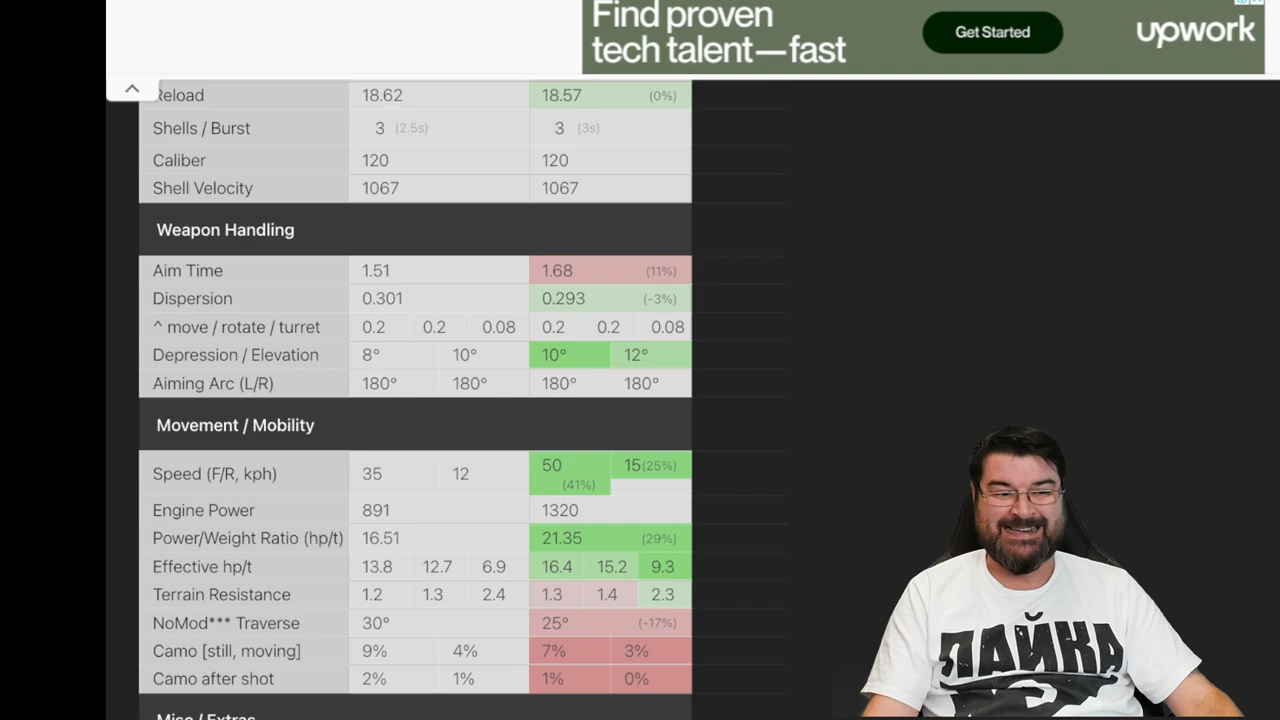 Find proven
tech talent—fast
Get Started
upwork
Reload 18.62 18.57 (0%)
Shells / Burst 3 (2.5s) 3 (3s)
Caliber 120 120
Shell Velocity 1067 1067
Weapon Handling
Aim Time 1.51 1.68 (11%)
Dispersion 0.301 0.293 (-3%)
^ move / rotate / turret 0.2 0.2 0.08 0.2 0.2 0.08
Depression / Elevation 8° 10° 10° 12°
Aiming Arc (L/R) 180° 180° 180° 180°
Movement / Mobility
Speed (F/R, kph) 35 12 50 (41%) 15 (25%)
Engine Power 891 1320
Power/Weight Ratio (hp/t) 16.51 21.35 (29%)
Effective hp/t 13.8 12.7 6.9 16.4 15.2 9.3
Terrain Resistance 1.2 1.3 2.4 1.3 1.4 2.3
NoMod*** Traverse 30° 25° (-17%)
Camo [still, moving] 9% 4% 7% 3%
Camo after shot 2% 1% 1% 0%
Misc / Extras
ЛАЙКА